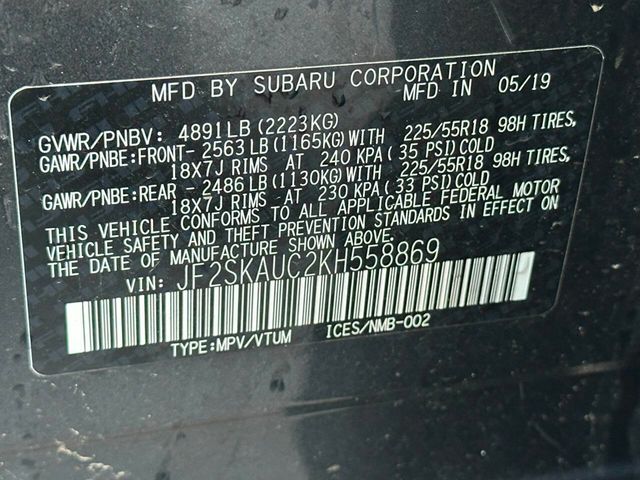 MFD BY SUBARU CORPORATION
MFD IN 05/19
GVWR/PNBV: 4891LB(2223KG)
GAWR/PNBE:FRONT-2563LB(1165KG)WITH 225/55R18 98H TIRES,
18X7J RIMS AT 240 KPA(35 PSI)COLD
GAWR/PNBE:REAR -2486LB(1130KG)WITH 225/55R18 98H TIRES,
18X7J RIMS AT 230 KPA(33 PSI)COLD
THIS VEHICLE CONFORMS TO ALL APPLICABLE FEDERAL MOTOR
VEHICLE SAFETY AND THEFT PREVENTION STANDARDS IN EFFECT ON
THE DATE OF MANUFACTURE SHOWN ABOVE.
VIN: JF2SKAUC2KH558869
TYPE:MPV/VTUM ICES/NMB-002